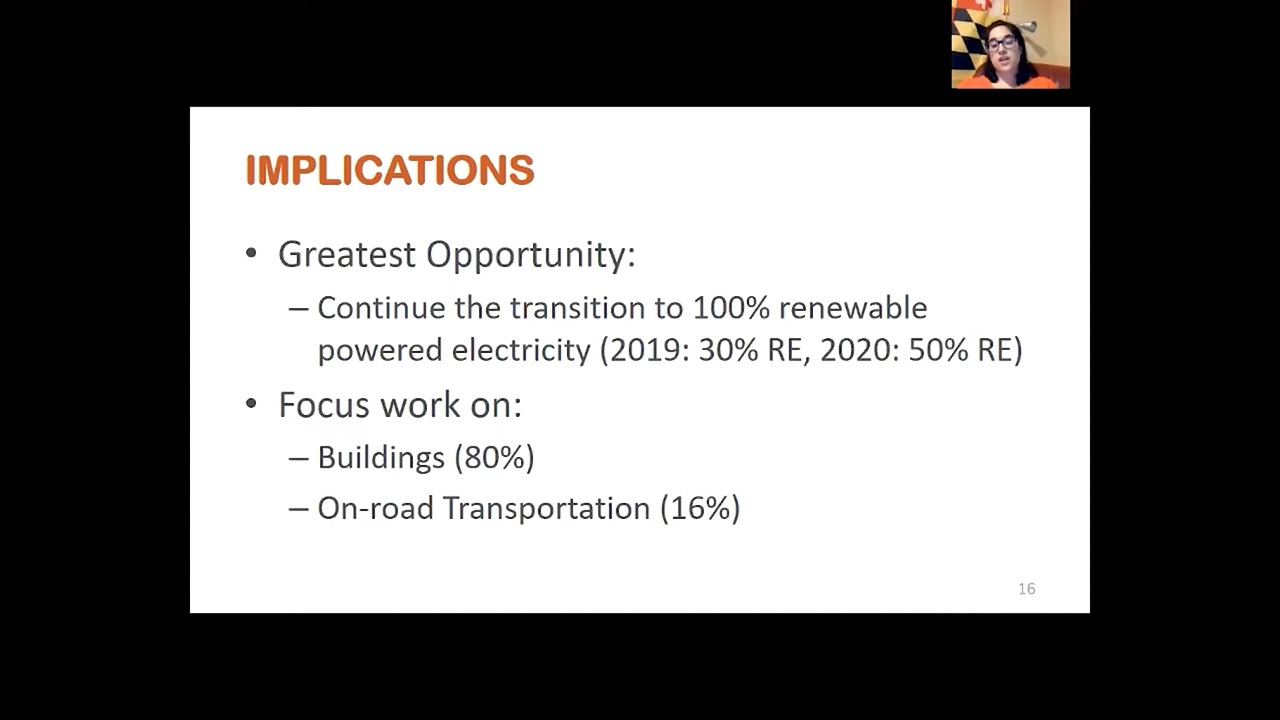 IMPLICATIONS
• Greatest Opportunity:
– Continue the transition to 100% renewable
powered electricity (2019: 30% RE, 2020: 50% RE)
• Focus work on:
– Buildings (80%)
– On-road Transportation (16%)
16